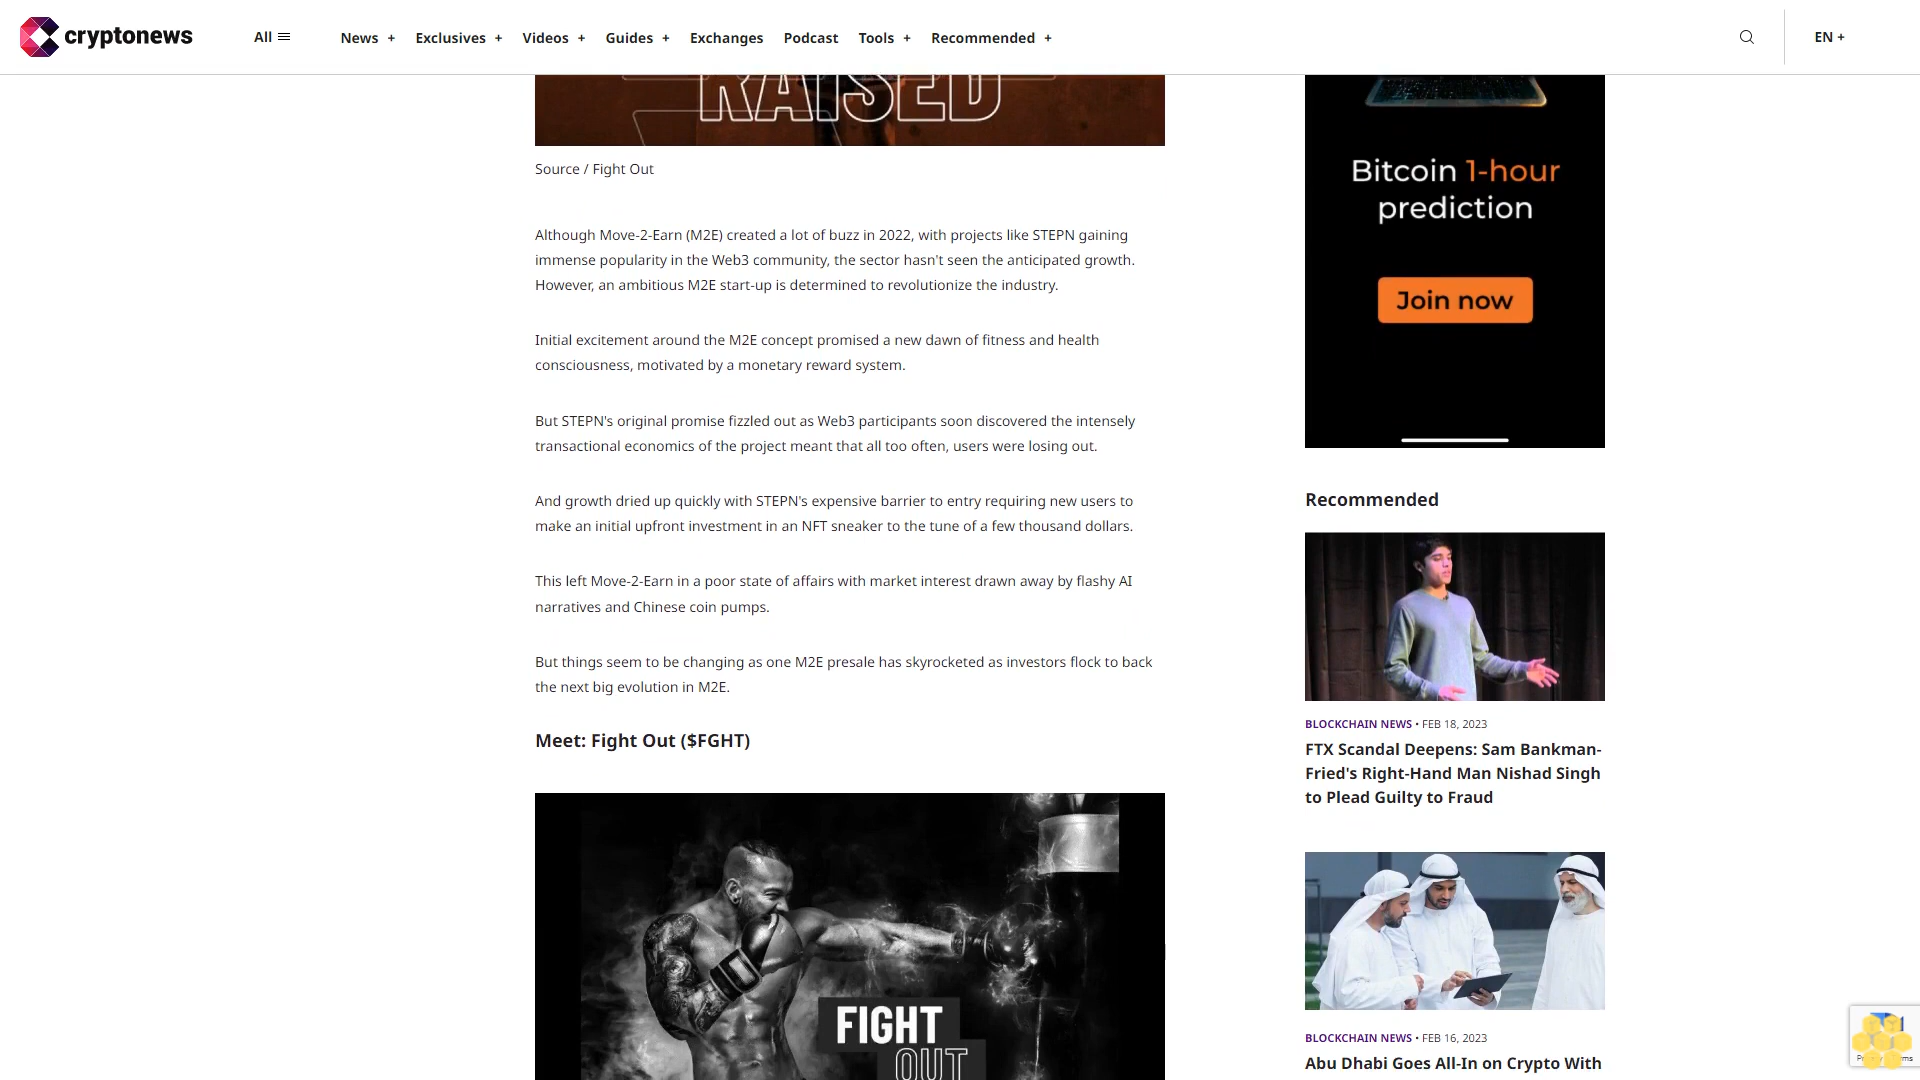 cryptonews
All
News + Exclusives + Videos + Guides + Exchanges Podcast Tools + Recommended +
EN +
RAISED
Source / Fight Out
Although Move-2-Earn (M2E) created a lot of buzz in 2022, with projects like STEPN gaining
immense popularity in the Web3 community, the sector hasn't seen the anticipated growth.
However, an ambitious M2E start-up is determined to revolutionize the industry.
Initial excitement around the M2E concept promised a new dawn of fitness and health
consciousness, motivated by a monetary reward system.
But STEPN's original promise fizzled out as Web3 participants soon discovered the intensely
transactional economics of the project meant that all too often, users were losing out.
And growth dried up quickly with STEPN's expensive barrier to entry requiring new users to
make an initial upfront investment in an NFT sneaker to the tune of a few thousand dollars.
This left Move-2-Earn in a poor state of affairs with market interest drawn away by flashy AI
narratives and Chinese coin pumps.
But things seem to be changing as one M2E presale has skyrocketed as investors flock to back
the next big evolution in M2E.
Meet: Fight Out ($FGHT)
FIGHT
OUT
Bitcoin 1-hour
prediction
Join now
Recommended
BLOCKCHAIN NEWS • FEB 18, 2023
FTX Scandal Deepens: Sam Bankman-
Fried's Right-Hand Man Nishad Singh
to Plead Guilty to Fraud
BLOCKCHAIN NEWS • FEB 16, 2023
Abu Dhabi Goes All-In on Crypto With